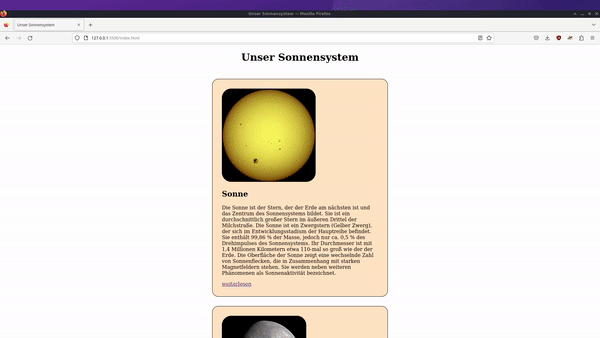 Unser Sonnensystem — Mozilla Firefox
Unser Sonnensystem
127.0.0.1:5500/index.html
Unser Sonnensystem
Sonne
Die Sonne ist der Stern, der der Erde am nächsten ist und
das Zentrum des Sonnensystems bildet. Sie ist ein
durchschnittlich großer Stern im äußeren Drittel der
Milchstraße. Die Sonne ist ein Zwergstern (Gelber Zwerg),
der sich im Entwicklungsstadium der Hauptreihe befindet.
Sie enthält 99,86 % der Masse, jedoch nur ca. 0,5 % des
Drehimpulses des Sonnensystems. Ihr Durchmesser ist mit
1,4 Millionen Kilometern etwa 110-mal so groß wie der der
Erde. Die Oberfläche der Sonne zeigt eine wechselnde Zahl
von Sonnenflecken, die in Zusammenhang mit starken
Magnetfeldern stehen. Sie werden neben weiteren
Phänomenen als Sonnenaktivität bezeichnet.
weiterlesen